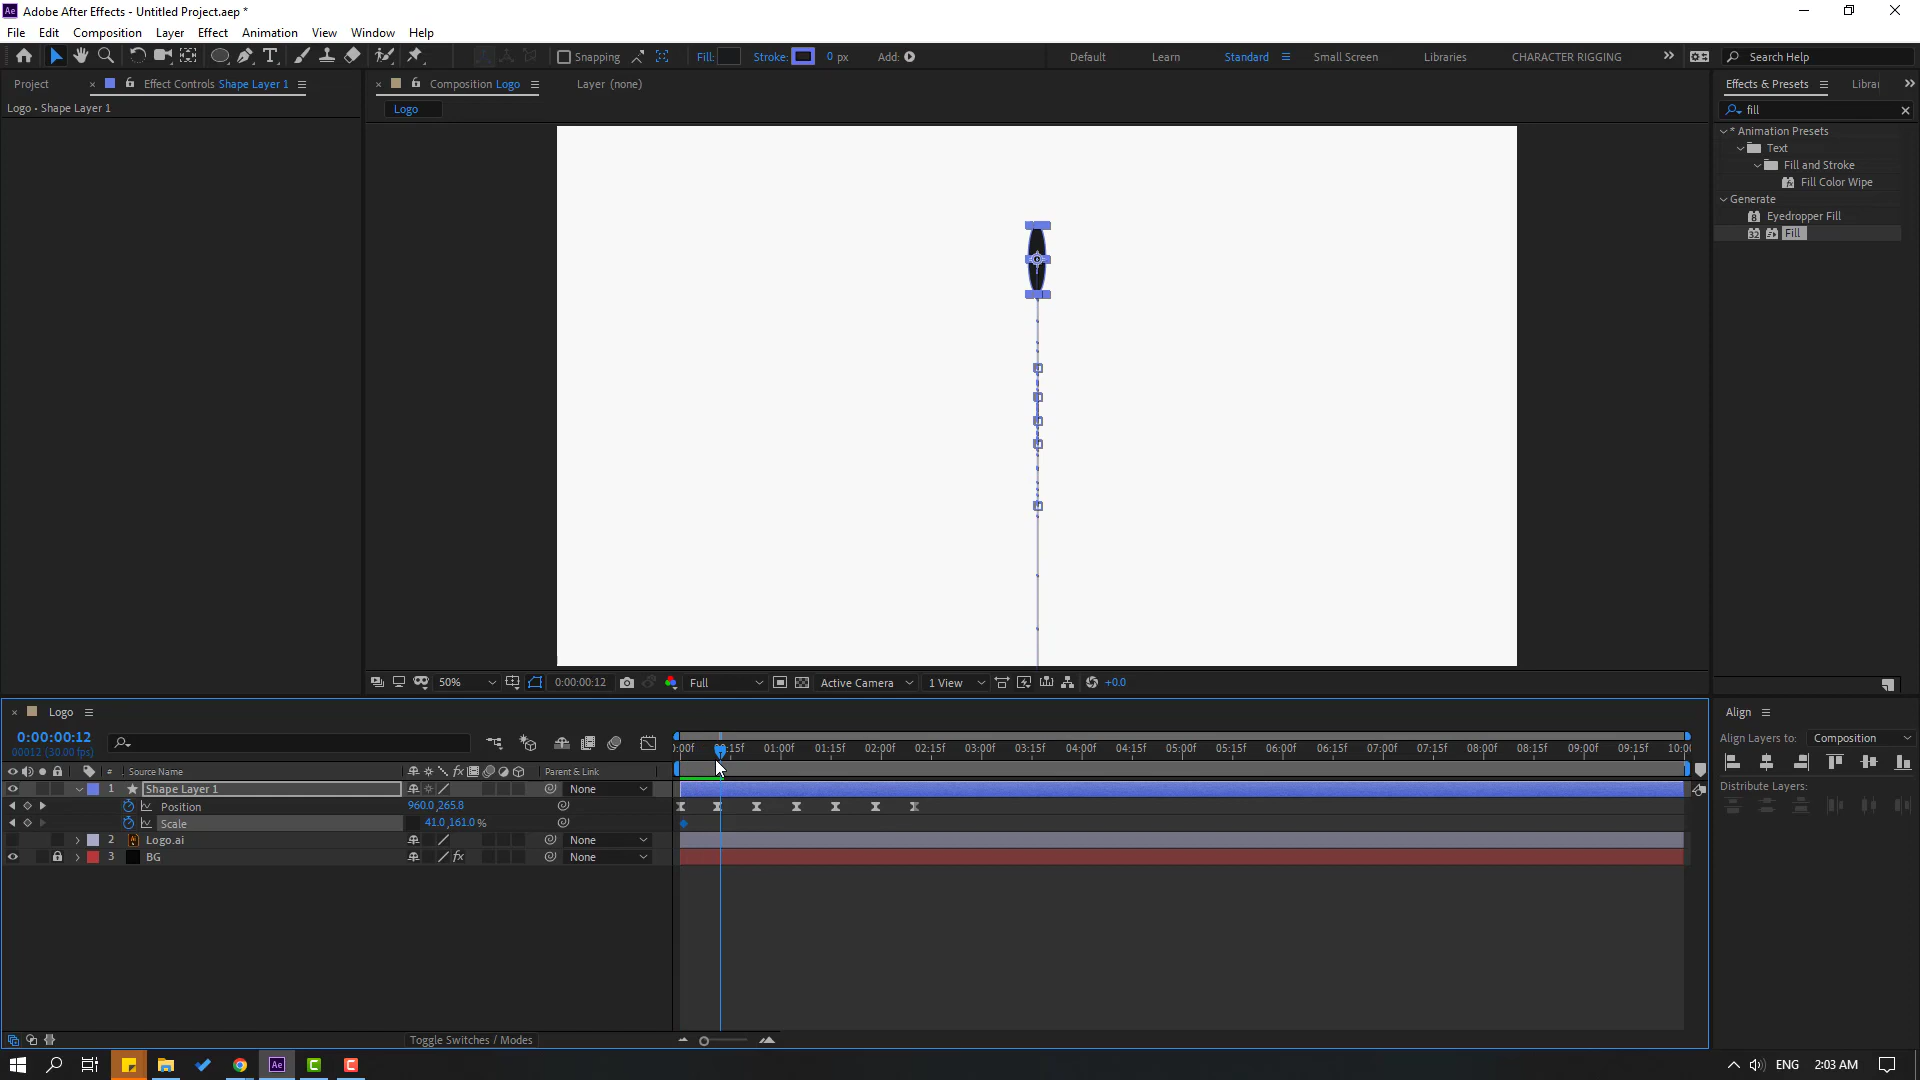 Adobe After Effects - Untitled Project.aep *
File Edit Composition Layer Effect Animation View Window Help
Snapping Fill: Stroke: 0 px Add: Default Learn Standard Small Screen Libraries CHARACTER RIGGING Search Help
Project Effect Controls Shape Layer 1 Composition Logo Layer (none) Effects & Presets
Logo • Shape Layer 1 Logo fill
* Animation Presets
Text
Fill and Stroke
Fill Color Wipe
Generate
Eyedropper Fill
Fill
50% 0:00:00:12 Full Active Camera 1 View +0.0
Logo Align
0:00:00:12
00012 (30.00 fps)
Align Layers to: Composition
01:00f 01:15f 02:00f 02:15f 03:00f 03:15f 04:00f 04:15f 05:00f 05:15f 06:00f 06:15f 07:00f 07:15f 08:00f 08:15f 09:00f 09:15f
# Source Name Parent & Link
1 Shape Layer 1 None
Distribute Layers:
Position 960.0,265.8
Scale 41.0,161.0 %
2 Logo.ai None
3 BG None
Toggle Switches / Modes
ENG 2:03 AM